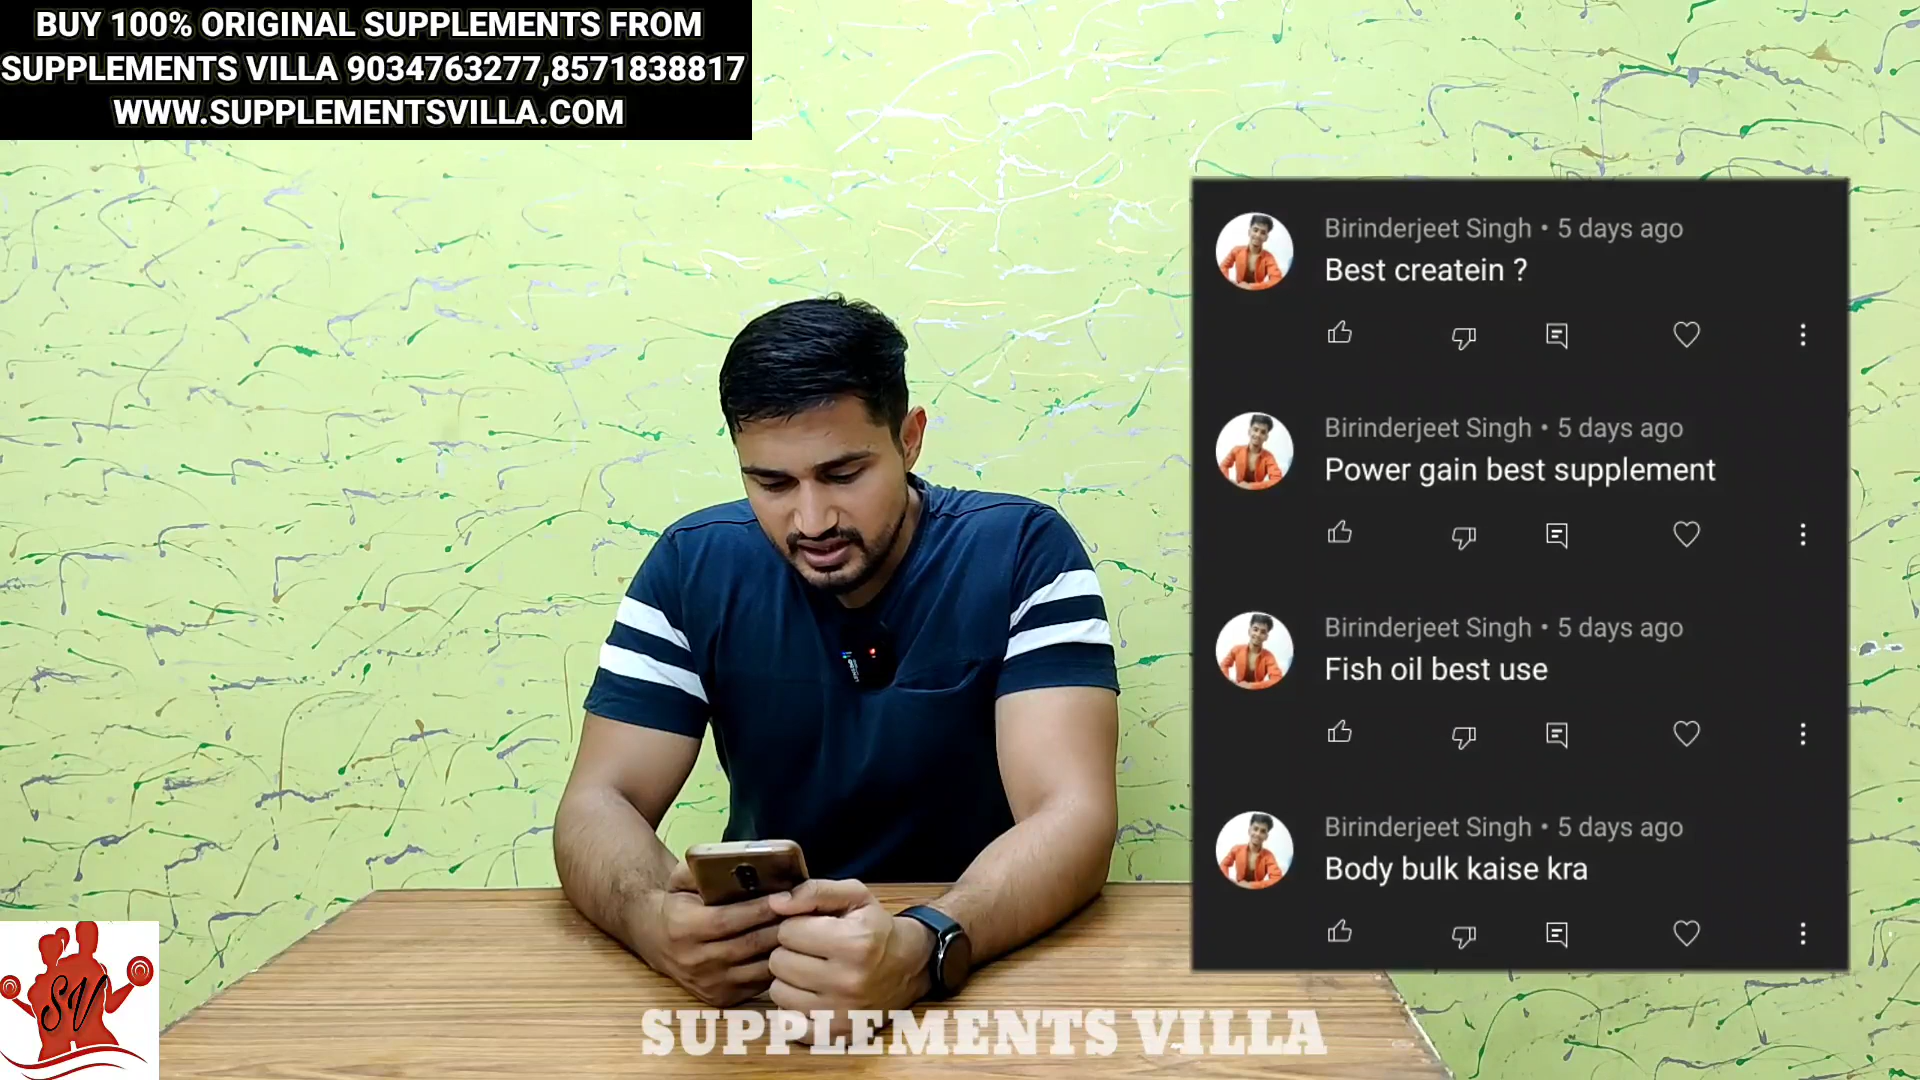 BUY 100% ORIGINAL SUPPLEMENTS FROM
SUPPLEMENTS VILLA 9034763277,8571838817
WWW.SUPPLEMENTSVILLA.COM
Birinderjeet Singh • 5 days ago
Best createin ?
Birinderjeet Singh • 5 days ago
Power gain best supplement
Birinderjeet Singh • 5 days ago
Fish oil best use
Birinderjeet Singh • 5 days ago
Body bulk kaise kra
SV
SUPPLEMENTS VILLA